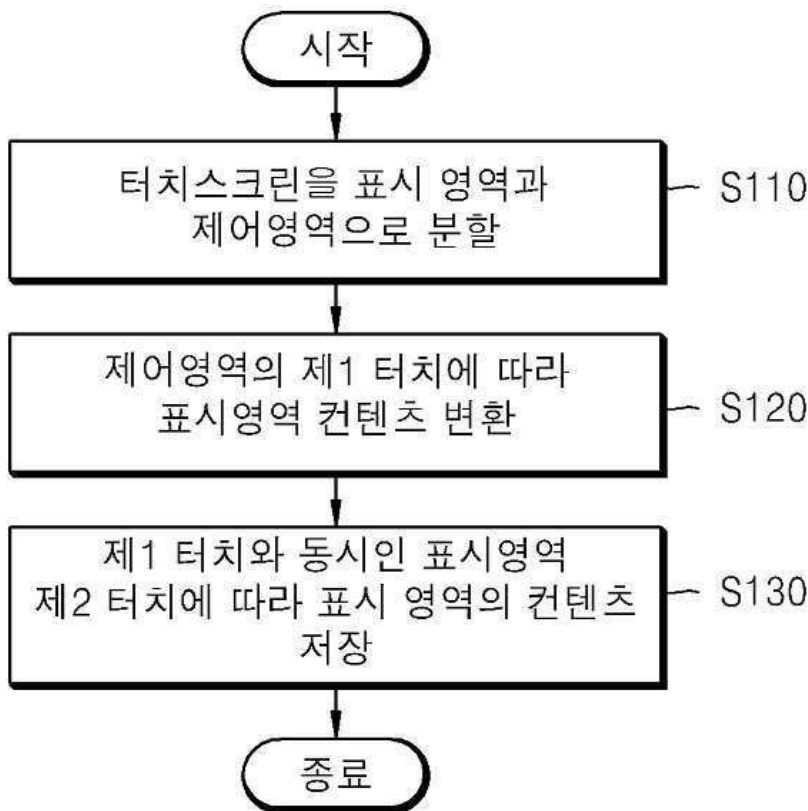 시작
터치스크린을 표시 영역과
제어영역으로 분할
S110
제어영역의 제1 터치에 따라
표시영역 컨텐츠 변환
S120
제1 터치와 동시인 표시영역
제2 터치에 따라 표시 영역의 컨텐츠
저장
S130
종료